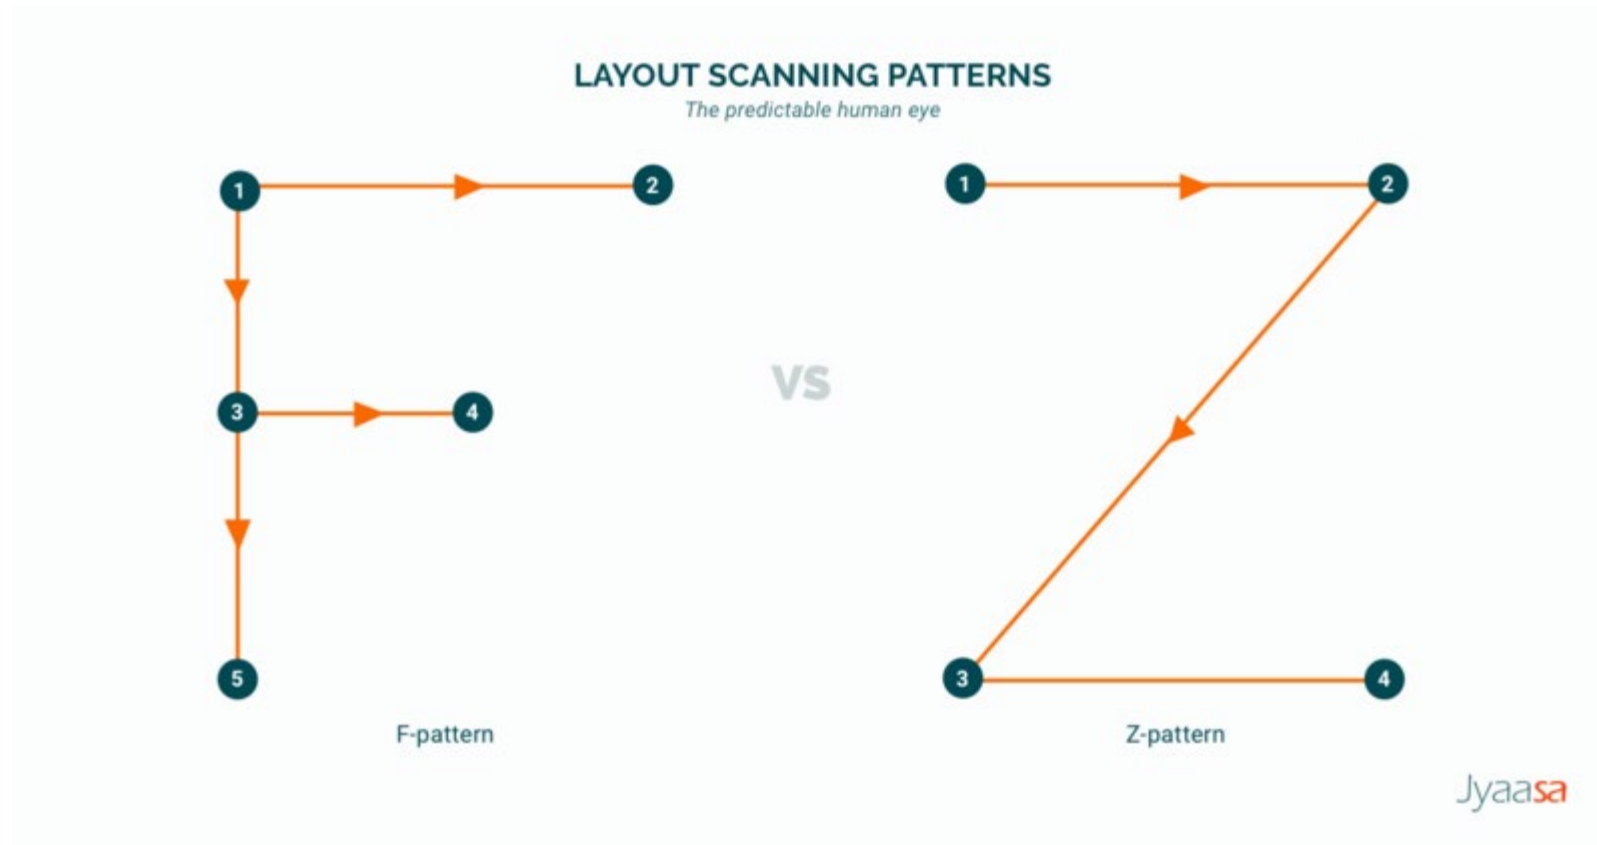 LAYOUT SCANNING PATTERNS
The predictable human eye
1
2
3
4
5
F-pattern
VS
1
2
3
4
Z-pattern
Jyaasa